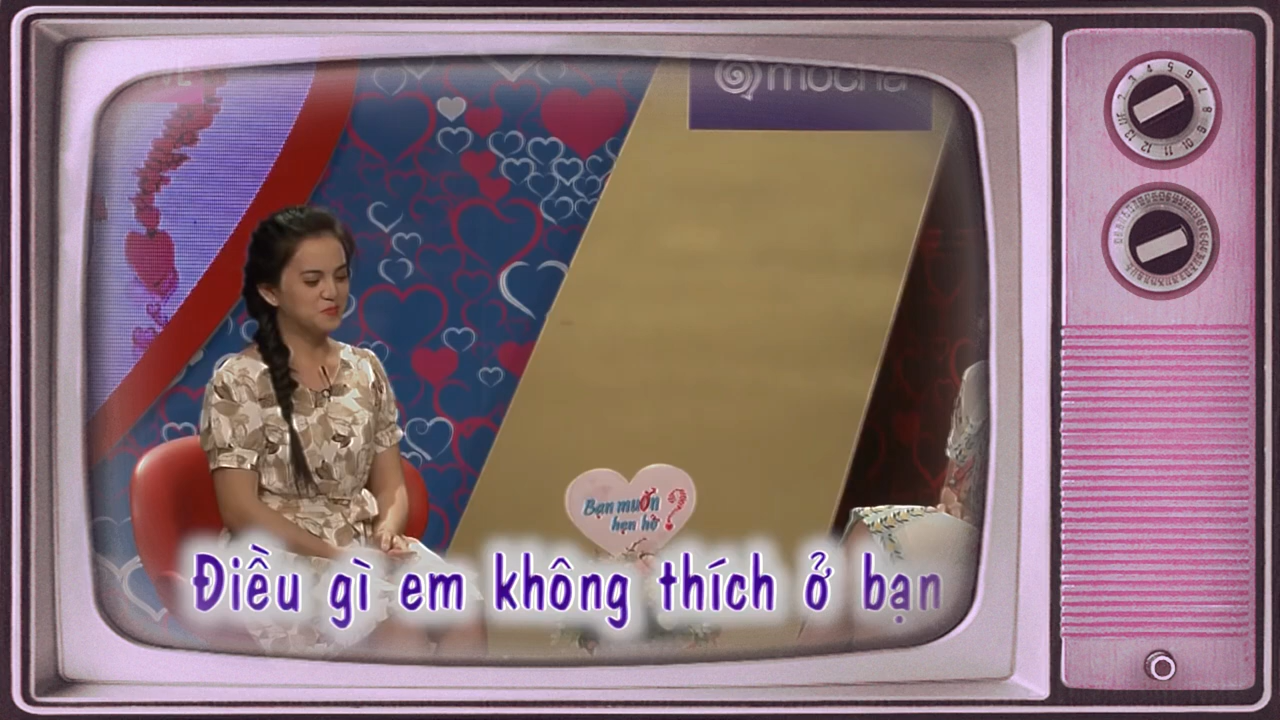 mocha
Bạn muốn
hẹn hò ?
Điều gì em không thích ở bạn